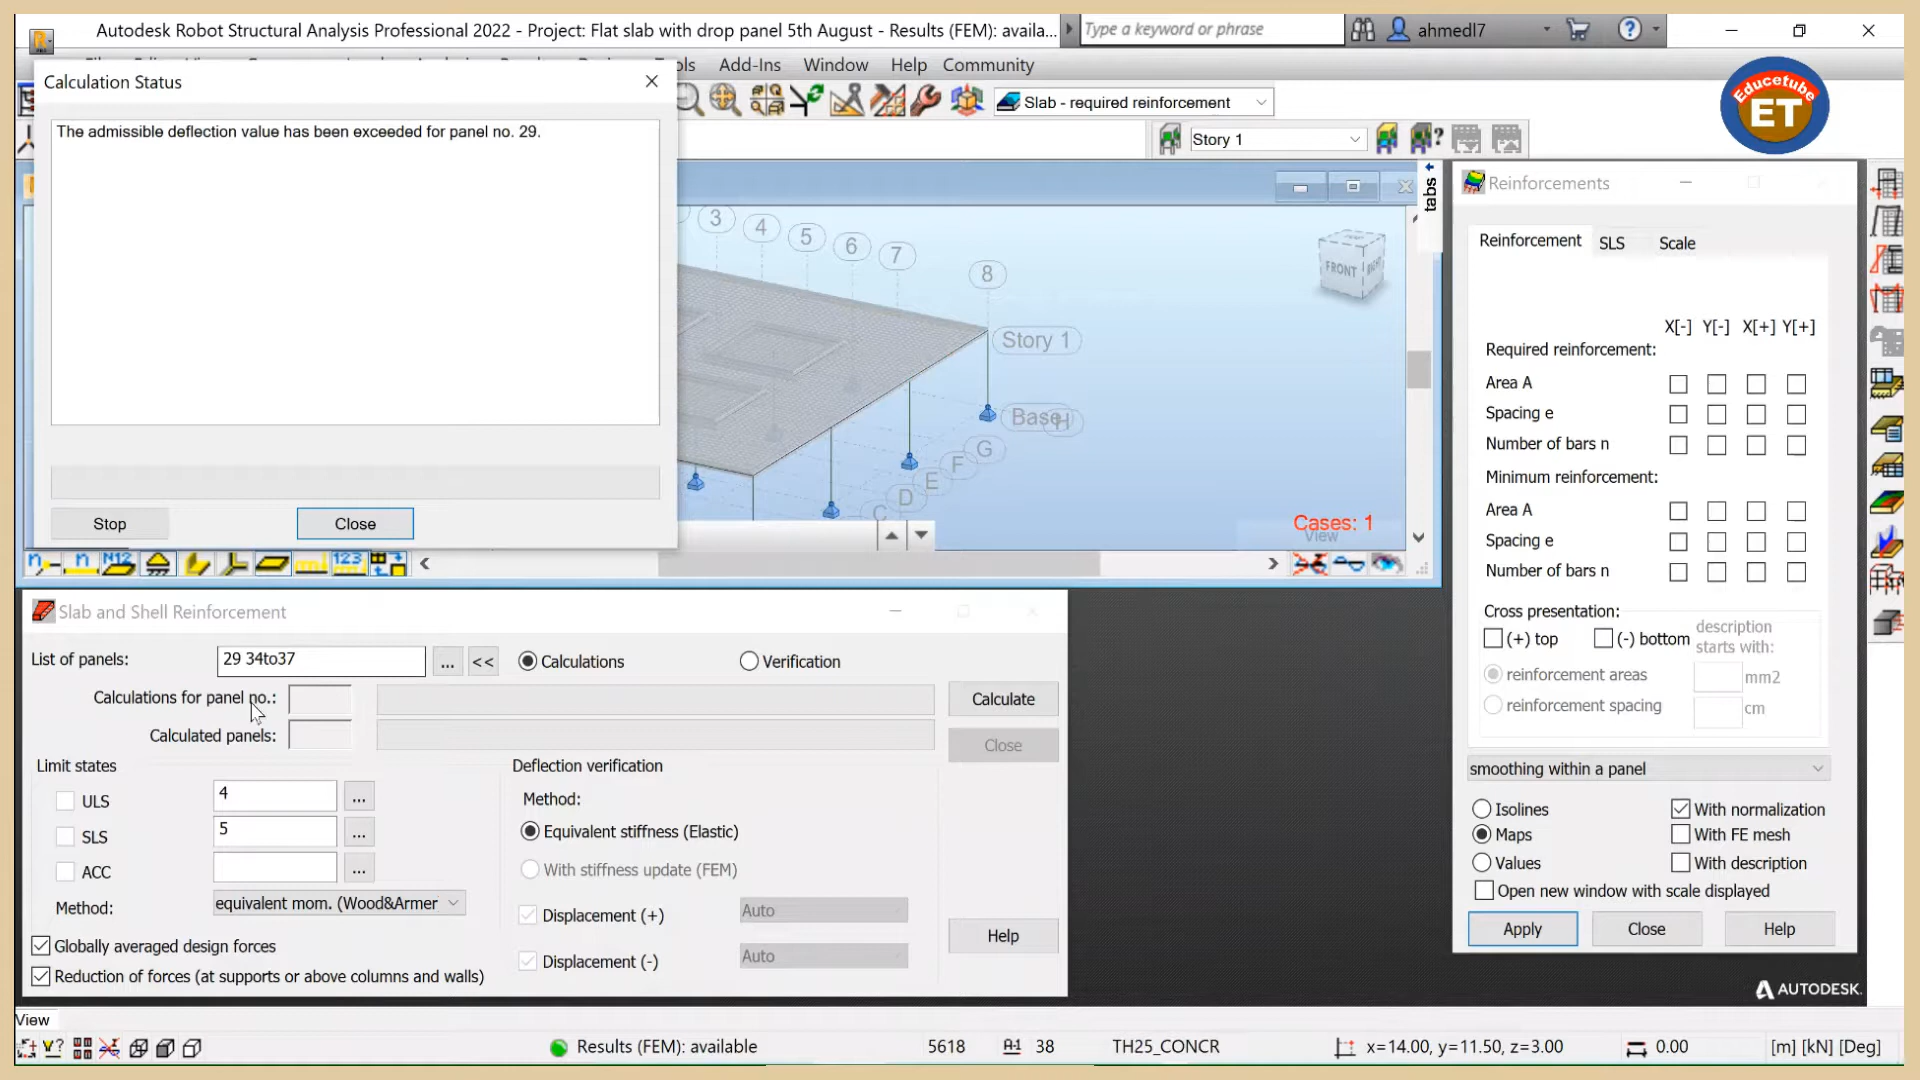 Autodesk Robot Structural Analysis Professional 2022 - Project: Flat slab with drop panel 5th August - Results (FEM): availa...
Type a keyword or phrase
ahmedl7
Add-Ins Window Help Community
Calculation Status
The admissible deflection value has been exceeded for panel no. 29.
Stop
Close
Slab - required reinforcement
Story 1
Educetube
ET
tabs
3
4
5
6
7
8
FRONT
RIGHT
Story 1
Base
H
G
F
E
D
C
Cases: 1
View
Slab and Shell Reinforcement
List of panels:
29 34to37
...
<<
Calculations
Verification
Calculations for panel no.:
Calculate
Calculated panels:
Close
Limit states
ULS
4
...
SLS
5
...
ACC
...
Method:
equivalent mom. (Wood&Armer
Globally averaged design forces
Reduction of forces (at supports or above columns and walls)
Deflection verification
Method:
Equivalent stiffness (Elastic)
With stiffness update (FEM)
Displacement (+)
Auto
Displacement (-)
Auto
Help
Reinforcements
Reinforcement SLS Scale
X[-] Y[-] X[+] Y[+]
Required reinforcement:
Area A
Spacing e
Number of bars n
Minimum reinforcement:
Area A
Spacing e
Number of bars n
Cross presentation:
(+) top
(-) bottom
description
starts with:
reinforcement areas
mm2
reinforcement spacing
cm
smoothing within a panel
Isolines
With normalization
Maps
With FE mesh
Values
With description
Open new window with scale displayed
Apply
Close
Help
AUTODESK.
View
Results (FEM): available
5618
38
TH25_CONCR
x=14.00, y=11.50, z=3.00
0.00
[m] [kN] [Deg]